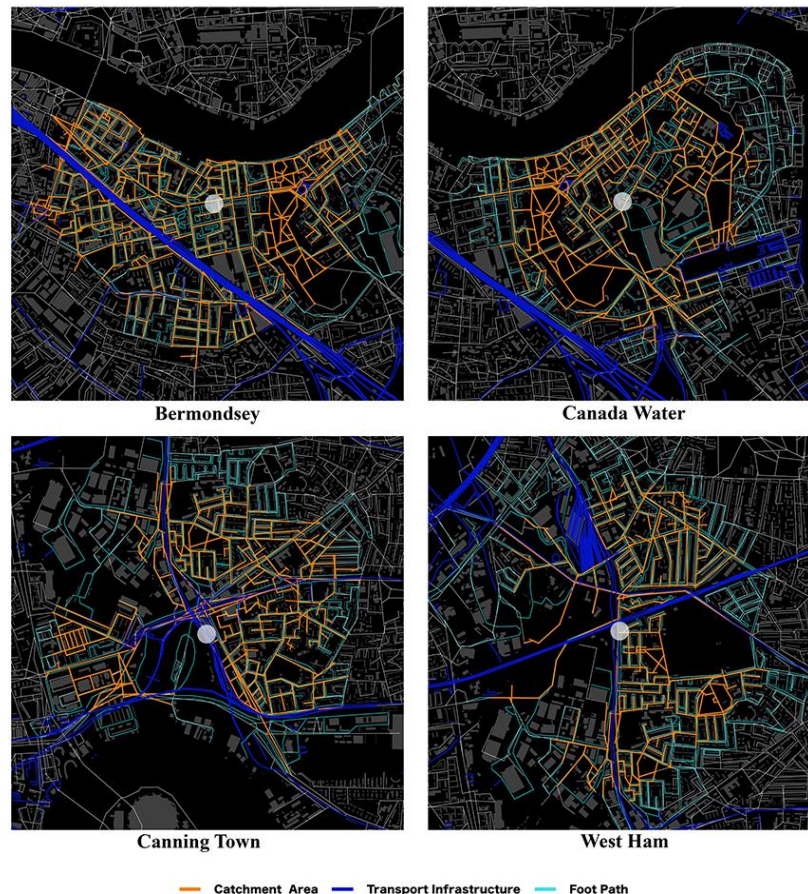 Bermondsey
Canada Water
Canning Town
West Ham
Catchment Area Transport Infrastructure Foot Path